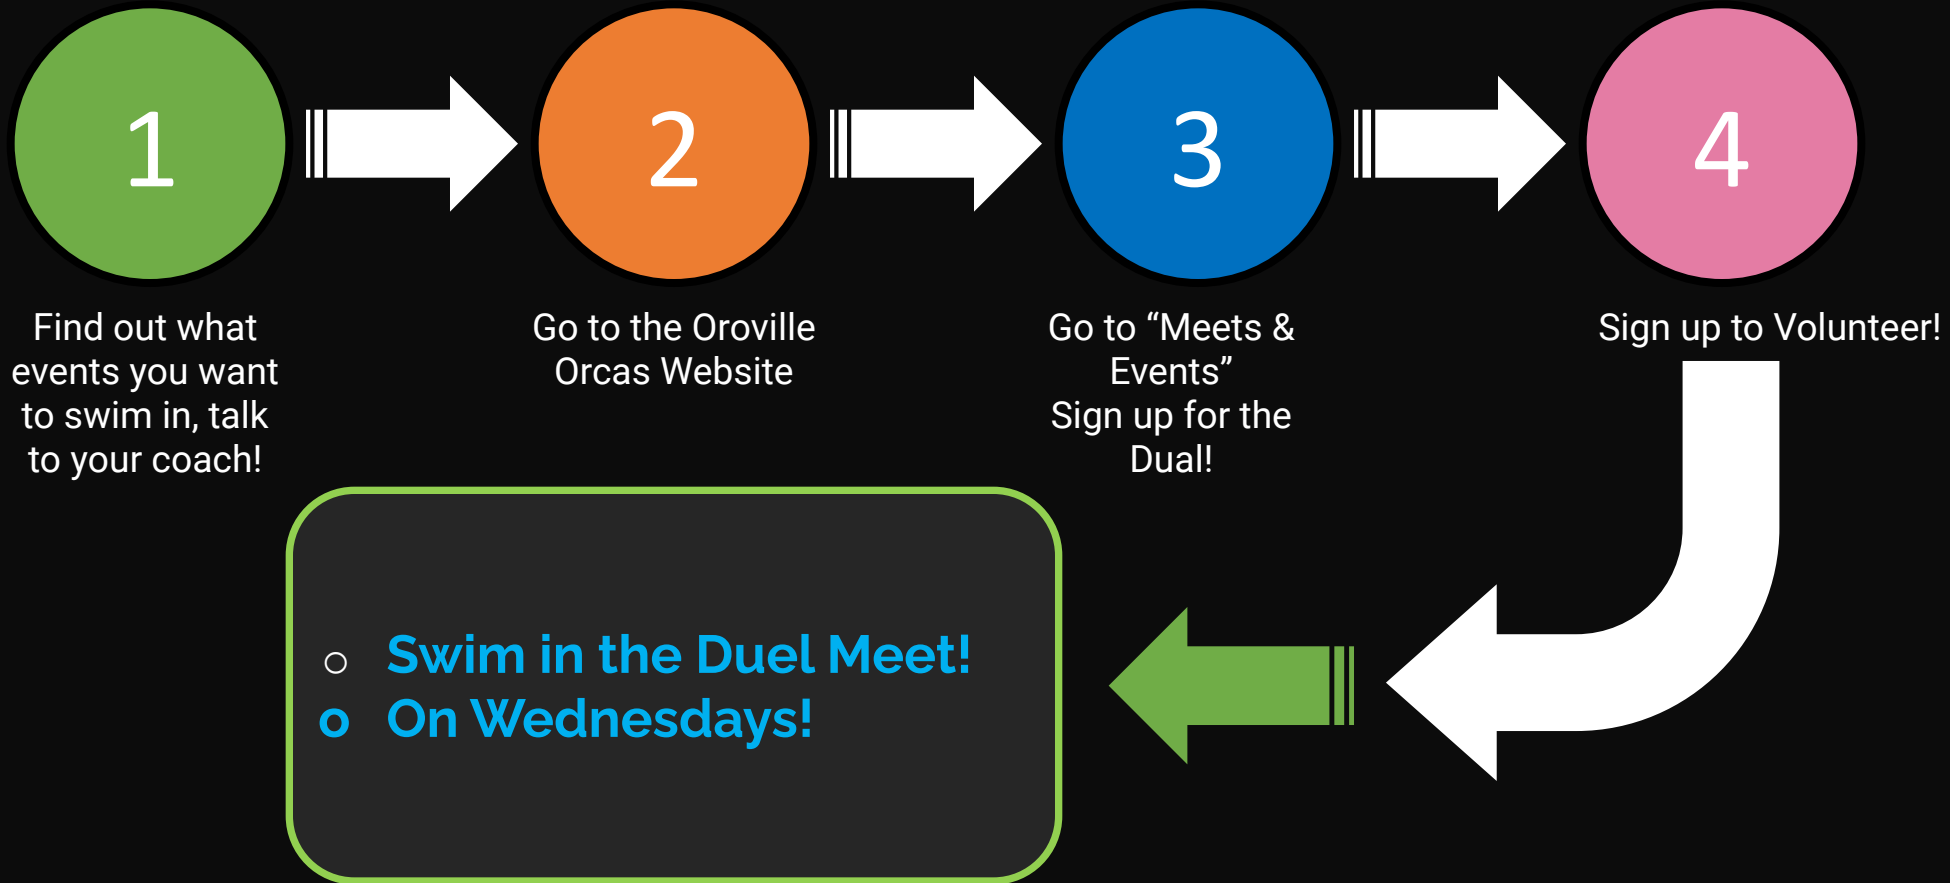 1
2
3
4
Find out what
events you want
to swim in, talk
to your coach!
Go to the Oroville
Orcas Website
Go to “Meets &
Events”
Sign up for the
Dual!
Sign up to Volunteer!
Swim in the Duel Meet!
On Wednesdays!